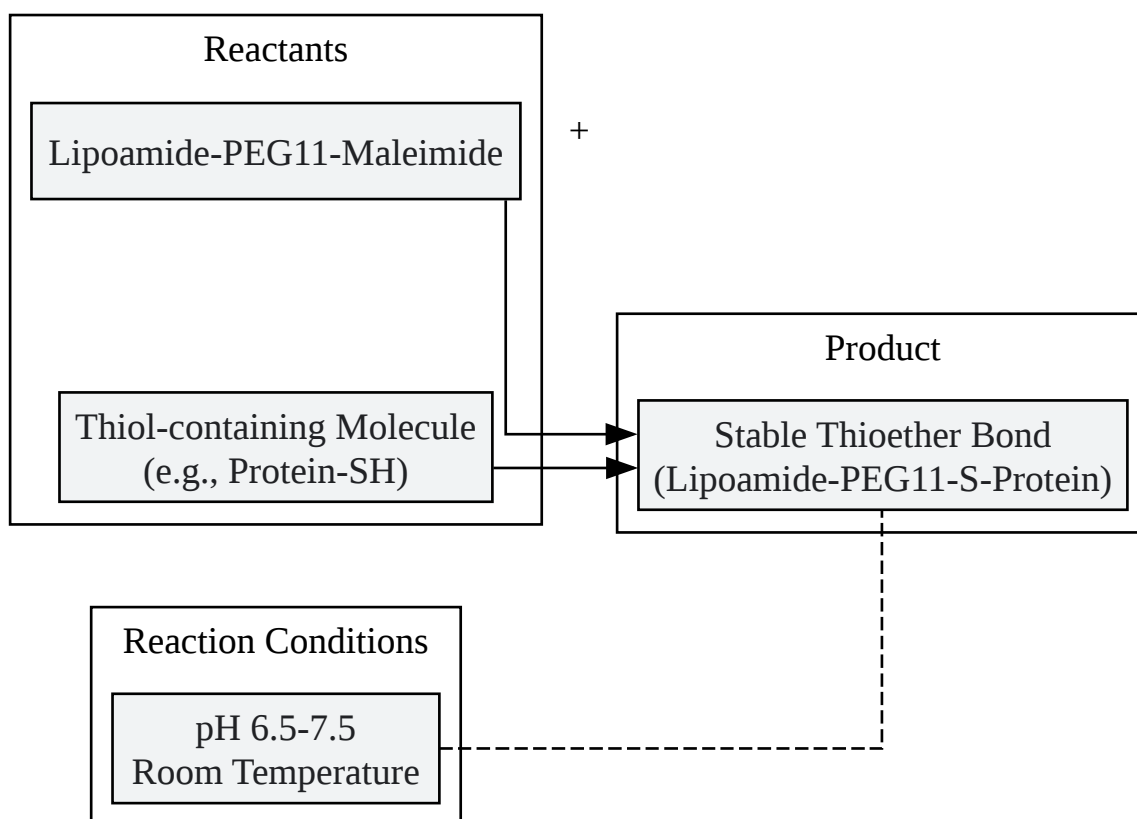 Reactants
Lipoamide-PEG11-Maleimide
+
Thiol-containing Molecule
(e.g., Protein-SH)
Product
Stable Thioether Bond
(Lipoamide-PEG11-S-Protein)
Reaction Conditions
pH 6.5-7.5
Room Temperature